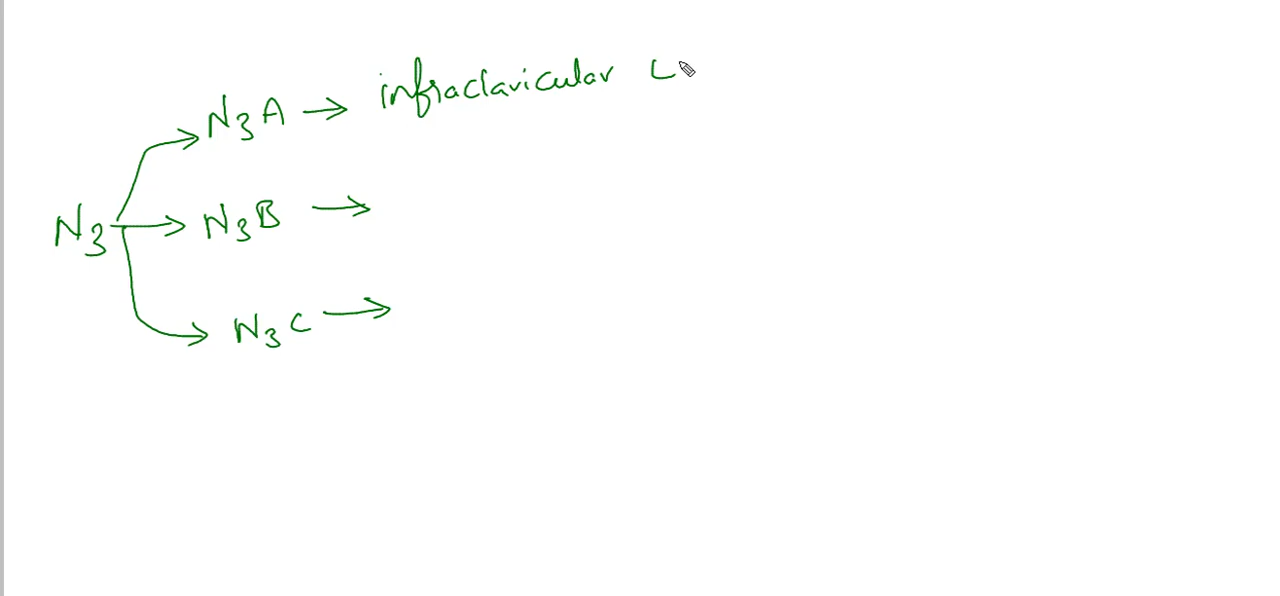 N3A → infraclavicular L
N3 → N3B →
N3C →